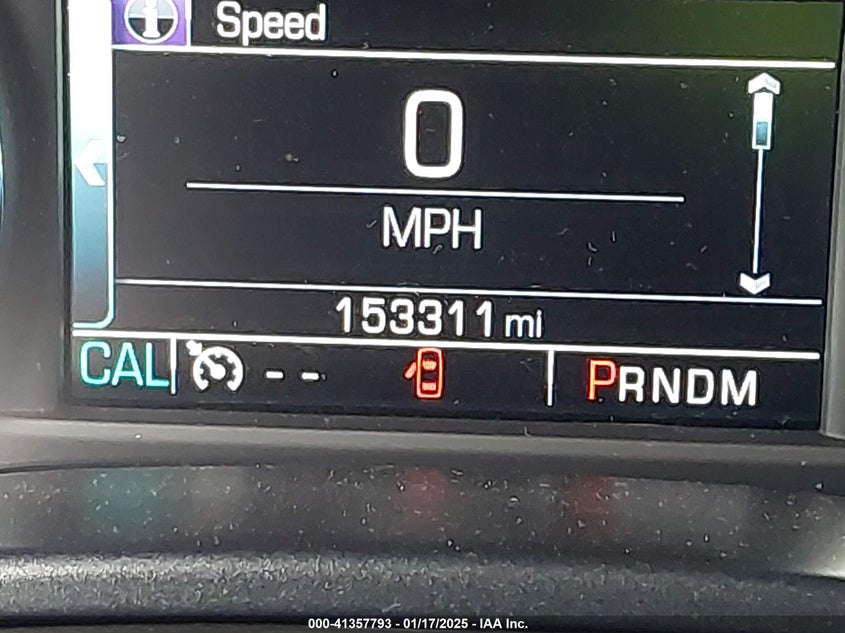 Speed
0
MPH
153311 mi
CAL -- PRNDM
000-41357793 - 01/17/2025 - IAA Inc.